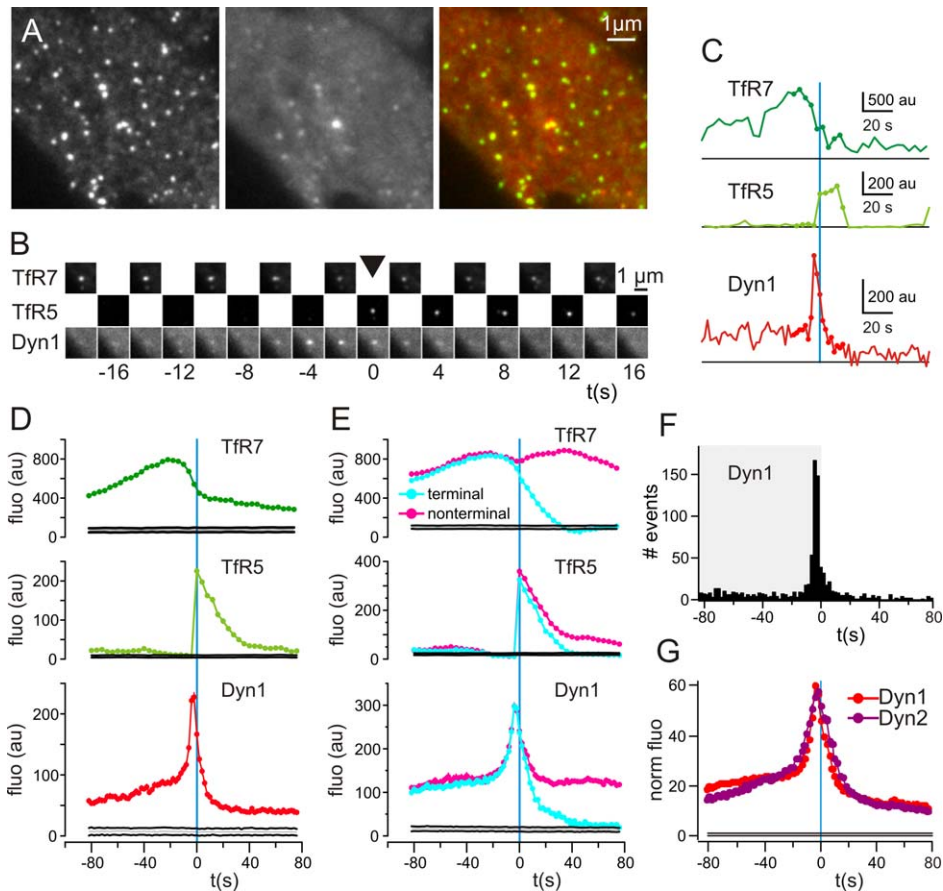 A
1µm
B
TfR7
1 µm
TfR5
Dyn1
-16 -12 -8 -4 0 4 8 12 16
t(s)
C
TfR7
500 au
20 s
TfR5
200 au
20 s
Dyn1
200 au
20 s
D
TfR7
fluo (au)
800
400
0
TfR5
fluo (au)
200
100
0
Dyn1
fluo (au)
200
100
0
-80 -40 0 40 80
t(s)
E
TfR7
fluo (au)
800
400
0
terminal
nonterminal
TfR5
fluo (au)
400
200
0
Dyn1
fluo (au)
300
200
100
0
-80 -40 0 40 80
t(s)
F
Dyn1
# events
150
100
50
0
-80 -40 0 40 80
t(s)
G
Dyn1
Dyn2
norm fluo
60
40
20
0
-80 -40 0 40 80
t(s)